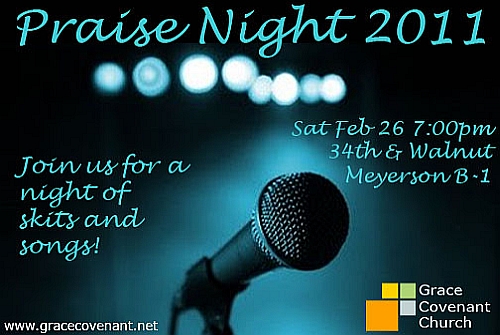 Praise Night 2011
Sat Feb 26 7:00pm
34th & Walnut
Meyerson B-1
Join us for a
night of
skits and
songs!
Grace
Covenant
Church
www.gracecovenant.net